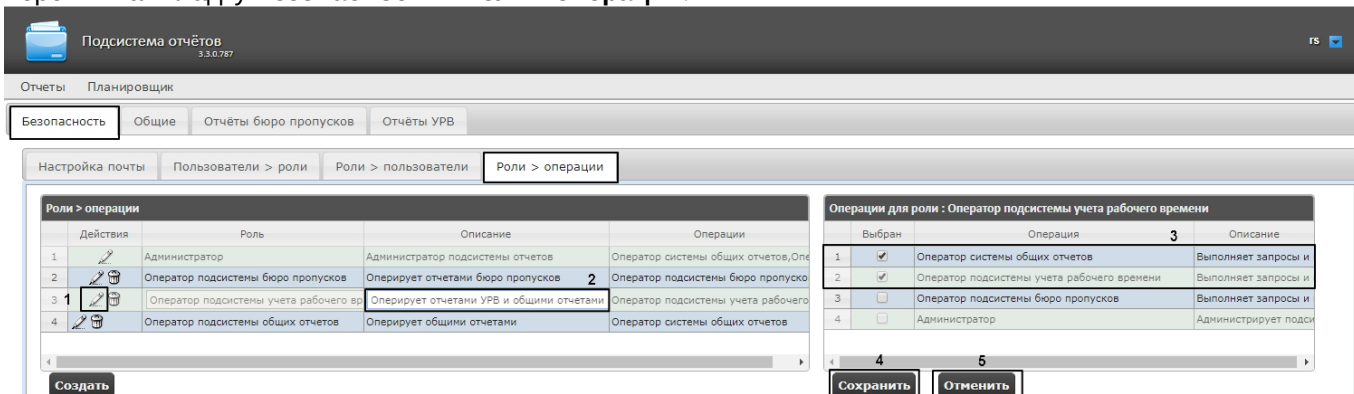 Подсистема отчётов
3.3.0.787
rs
Отчеты Планировщик
Безопасность Общие Отчёты бюро пропусков Отчёты УРВ
Настройка почты Пользователи > роли Роли > пользователи Роли > операции
Роли > операции
Действия Роль Описание Операции
1 Администратор Администратор подсистемы отчетов Оператор системы общих отчетов,Опе
2 Оператор подсистемы бюро пропусков Оперирует отчетами бюро пропусков 2 Оператор подсистемы бюро пропуско
3 1 Оператор подсистемы учета рабочего вр Оперирует отчетами УРВ и общими отчетами Оператор подсистемы учета рабочего
4 Оператор подсистемы общих отчетов Оперирует общими отчетами Оператор системы общих отчетов
Создать
Операции для роли : Оператор подсистемы учета рабочего времени
Выбран Операция 3 Описание
1 Оператор системы общих отчетов Выполняет запросы и
2 Оператор подсистемы учета рабочего времени Выполняет запросы и
3 Оператор подсистемы бюро пропусков Выполняет запросы и
4 Администратор Администрирует подси
4 5
Сохранить Отменить